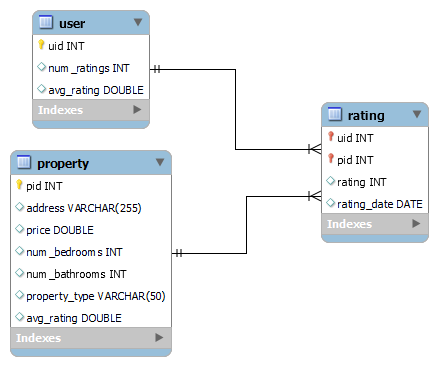 user
uid INT
num_ratings INT
avg_rating DOUBLE
Indexes
property
pid INT
address VARCHAR(255)
price DOUBLE
num_bedrooms INT
num_bathrooms INT
property_type VARCHAR(50)
avg_rating DOUBLE
Indexes
rating
uid INT
pid INT
rating INT
rating_date DATE
Indexes